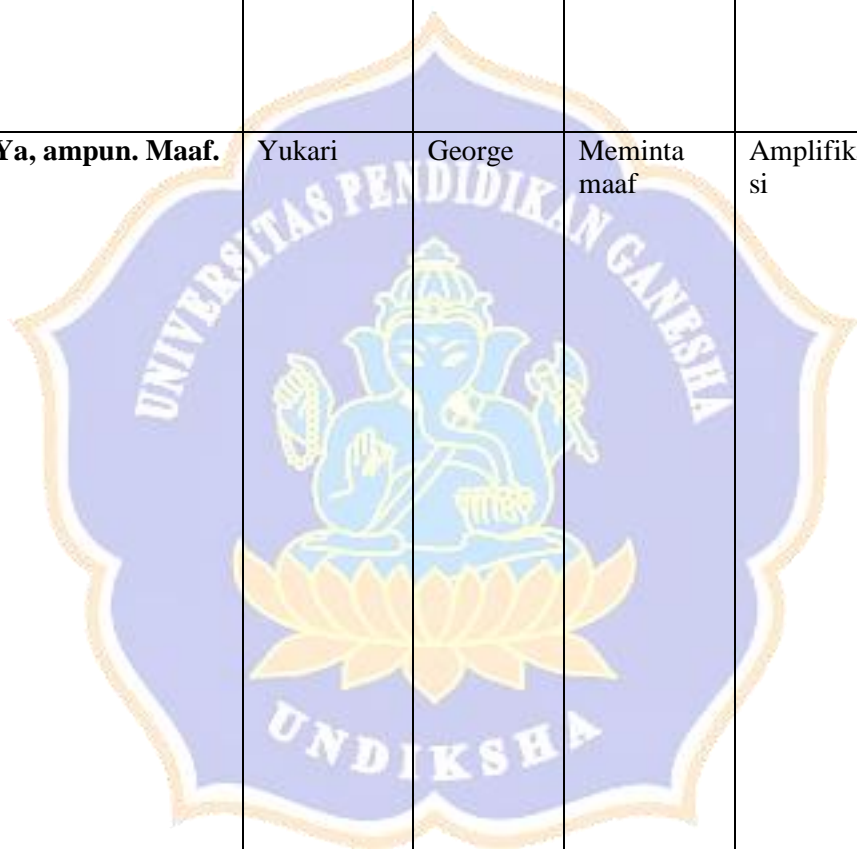 Ya, ampun. Maaf. Yukari George Meminta Amplifik
maaf si
UNIVERSITAS PENDIDIKAN GANESHA
UNDIKSHA